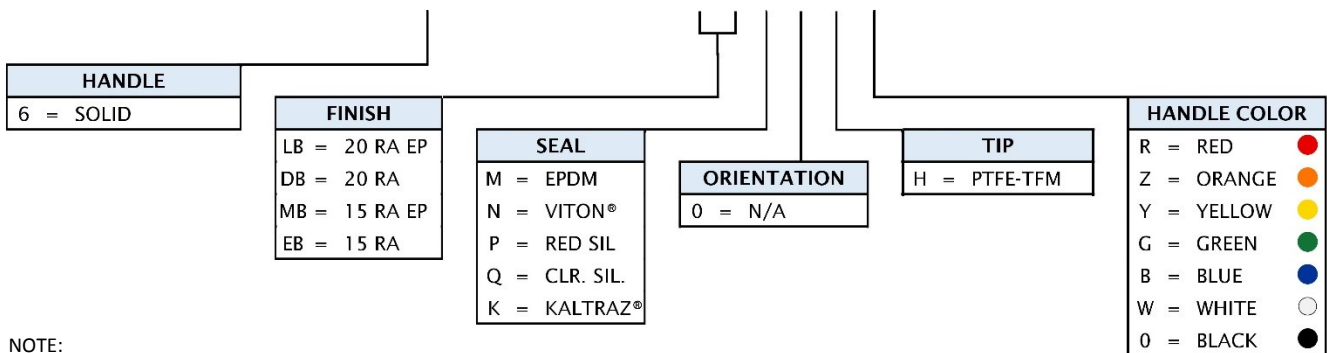 HANDLE
6 = SOLID
FINISH
LB = 20 RA EP
DB = 20 RA
MB = 15 RA EP
EB = 15 RA
SEAL
M = EPDM
N = VITON®
P = RED SIL
Q = CLR. SIL.
K = KALTRAZ®
ORIENTATION
0 = N/A
TIP
H = PTFE-TFM
HANDLE COLOR
R = RED
Z = ORANGE
Y = YELLOW
G = GREEN
B = BLUE
W = WHITE
0 = BLACK
NOTE: